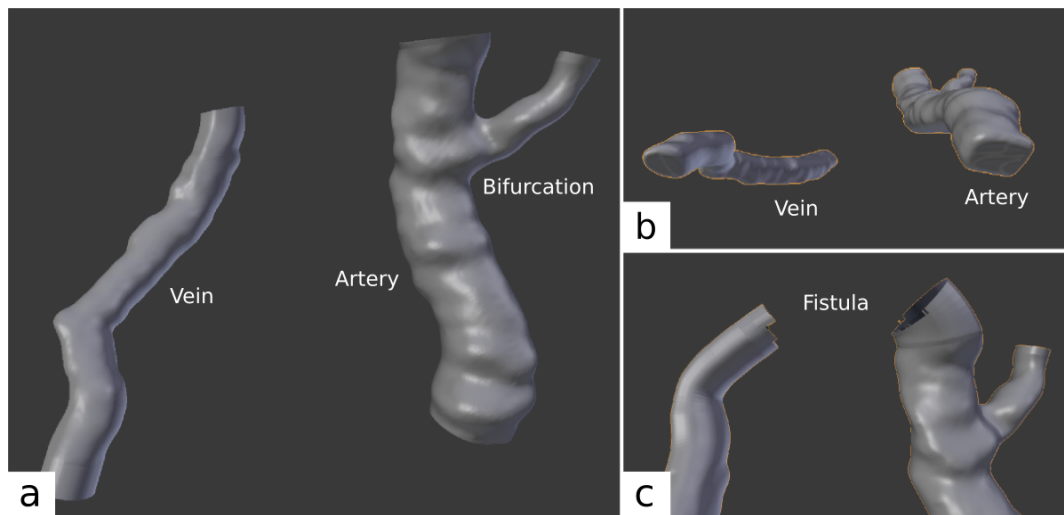 Vein
Artery
Bifurcation
a
Vein
Artery
b
Fistula
c